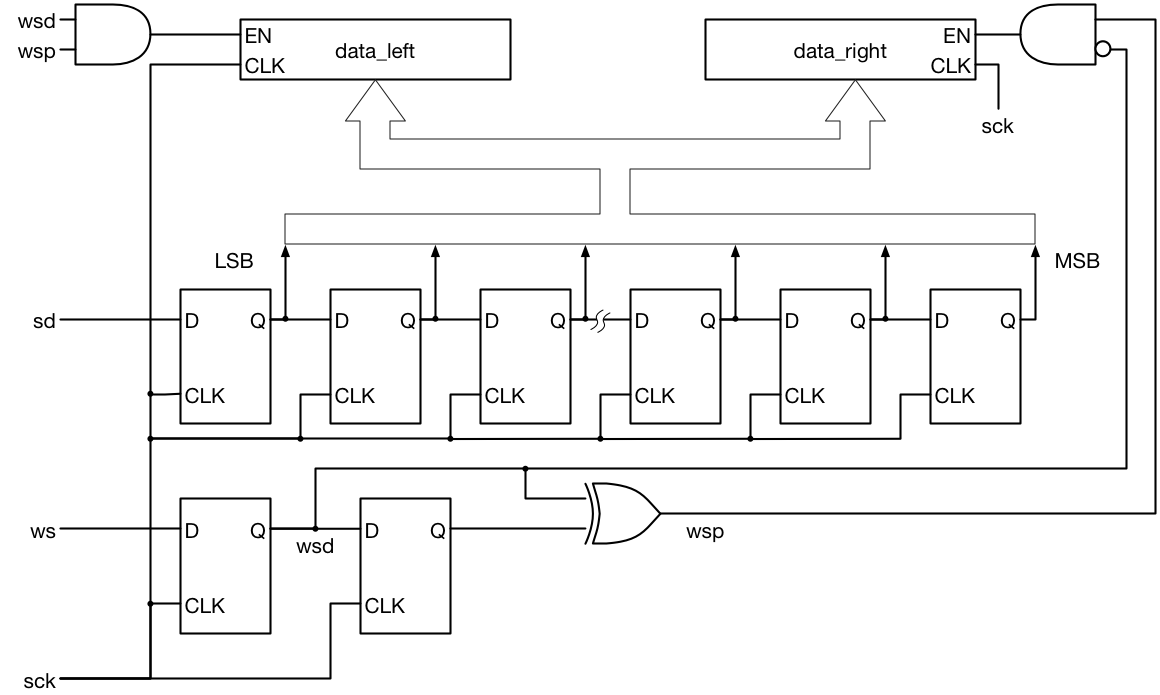 wsd
wsp
EN
CLK
data_left
data_right
EN
CLK
sck
LSB
MSB
sd
D Q
CLK
D Q
CLK
D Q
CLK
D Q
CLK
D Q
CLK
D Q
CLK
ws
D Q
CLK
wsd
D Q
CLK
wsp
sck